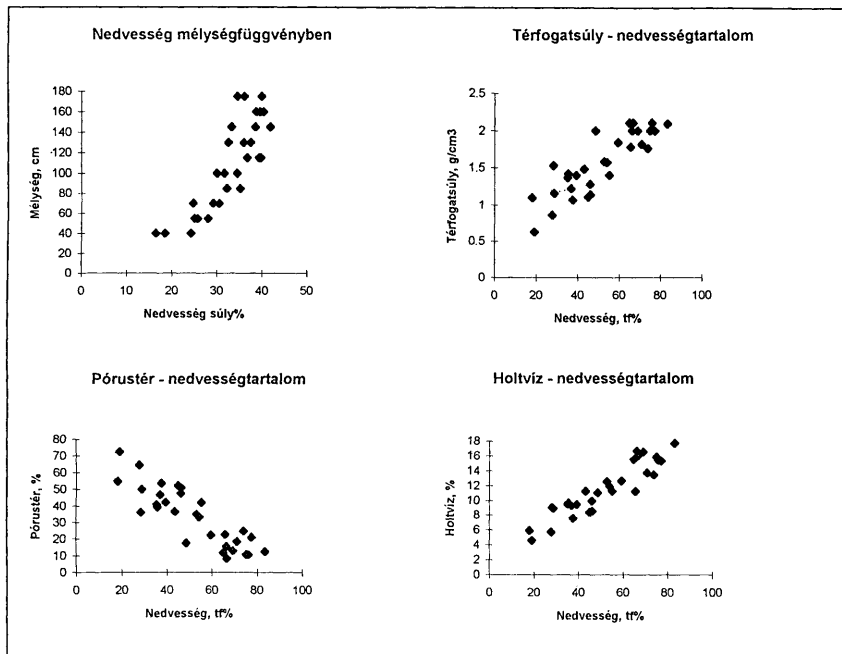 Nedvesség mélységfüggvényben
180
160
140
120
100
80
60
40
20
0
0 10 20 30 40 50
Mélység, cm
Nedvesség súly%
Térfogatsúly - nedvességtartalom
2.5
2
1.5
1
0.5
0
0 20 40 60 80 100
Térfogatsúly, g/cm3
Nedvesség, tf%
Pórustér - nedvességtartalom
80
70
60
50
40
30
20
10
0
0 20 40 60 80 100
Pórustér, %
Nedvesség, tf%
Holtvíz - nedvességtartalom
18
16
14
12
10
8
6
4
2
0
0 20 40 60 80 100
Holtvíz, %
Nedvesség, tf%